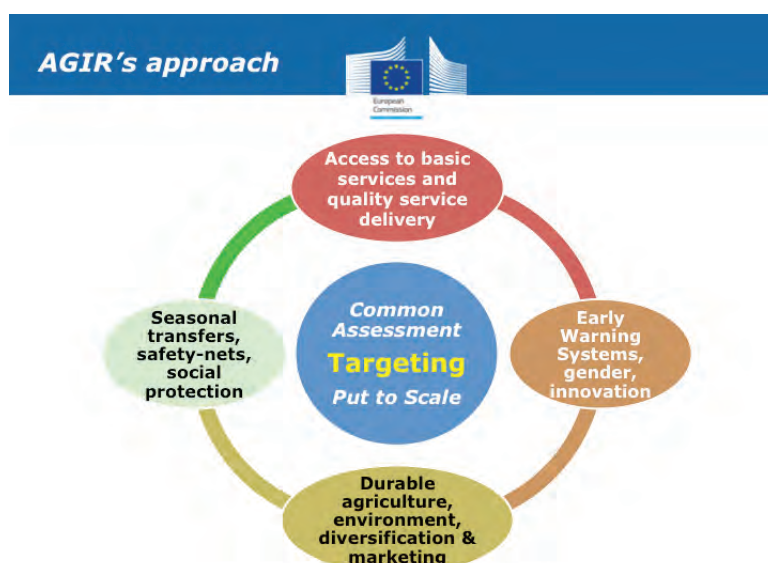 AGIR's approach
European
Commission
Access to basic
services and
quality service
delivery
Seasonal
transfers,
safety-nets,
social
protection
Common
Assessment
Targeting
Put to Scale
Early
Warning
Systems,
gender,
innovation
Durable
agriculture,
environment,
diversification &
marketing